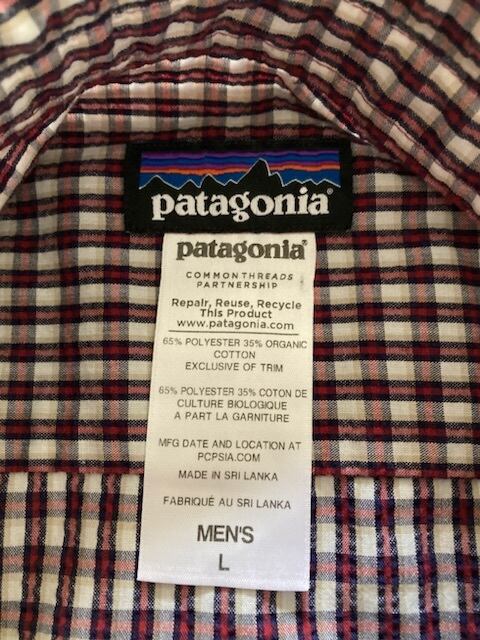 patagonia®
patagonia®
COMMON THREADS
PARTNERSHIP
Repair, Reuse, Recycle
This Product
www.patagonia.com
65% POLYESTER 35% ORGANIC
COTTON
EXCLUSIVE OF TRIM
65% POLYESTER 35% COTON DE
CULTURE BIOLOGIQUE
A PART LA GARNITURE
MFG DATE AND LOCATION AT
PCPSIA.COM
MADE IN SRI LANKA
FABRIQUÉ AU SRI LANKA
MEN'S
L